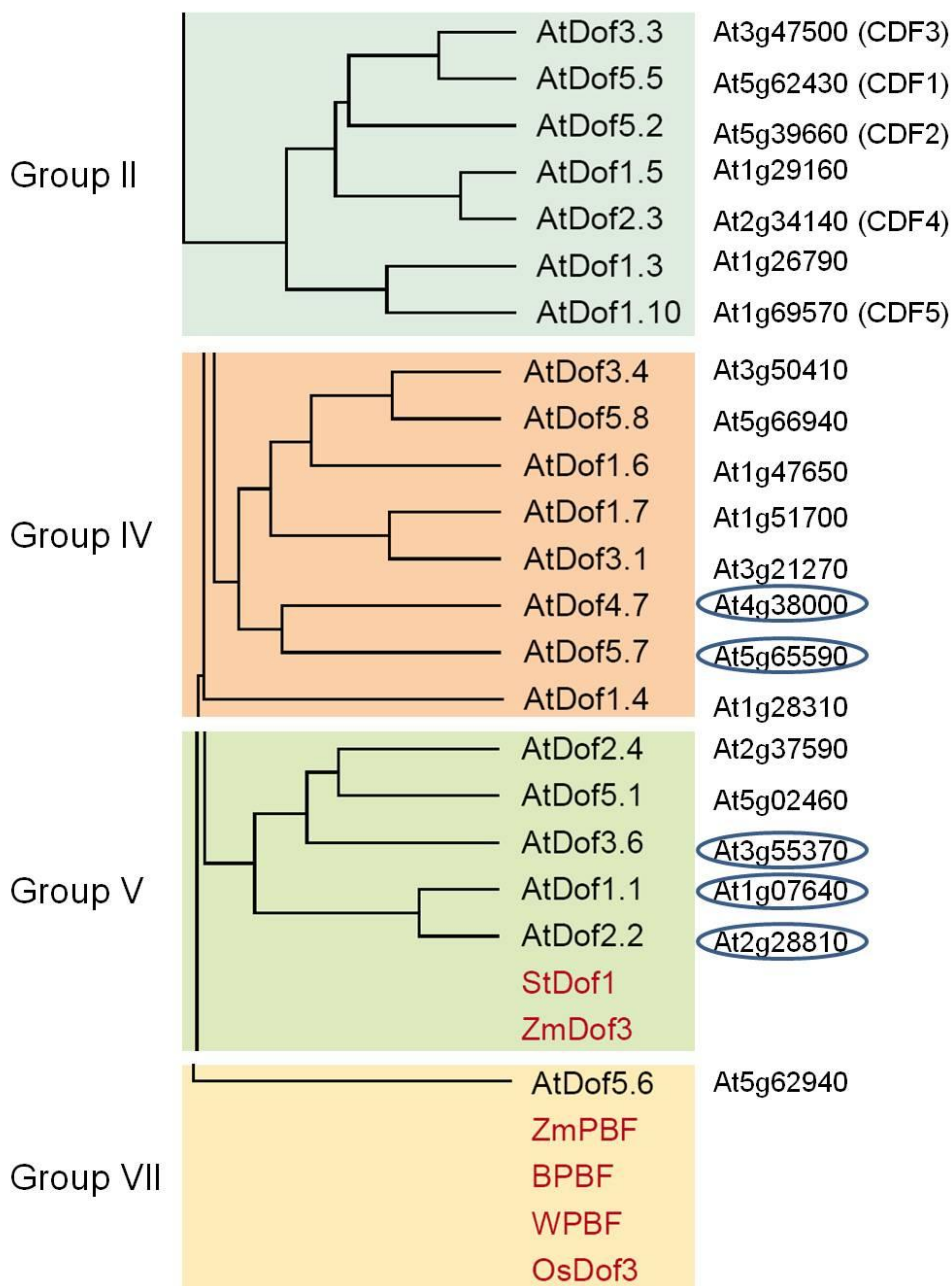 AtDof3.3 At3g47500 (CDF3)
AtDof5.5 At5g62430 (CDF1)
AtDof5.2 At5g39660 (CDF2)
Group II
AtDof1.5 At1g29160
AtDof2.3 At2g34140 (CDF4)
AtDof1.3 At1g26790
AtDof1.10 At1g69570 (CDF5)
AtDof3.4 At3g50410
AtDof5.8 At5g66940
AtDof1.6 At1g47650
AtDof1.7 At1g51700
Group IV
AtDof3.1 At3g21270
AtDof4.7 At4g38000
AtDof5.7 At5g65590
AtDof1.4 At1g28310
AtDof2.4 At2g37590
AtDof5.1 At5g02460
AtDof3.6 At3g55370
Group V
AtDof1.1 At1g07640
AtDof2.2 At2g28810
StDof1
ZmDof3
AtDof5.6 At5g62940
ZmPBF
Group VII
BPBF
WPBF
OsDof3